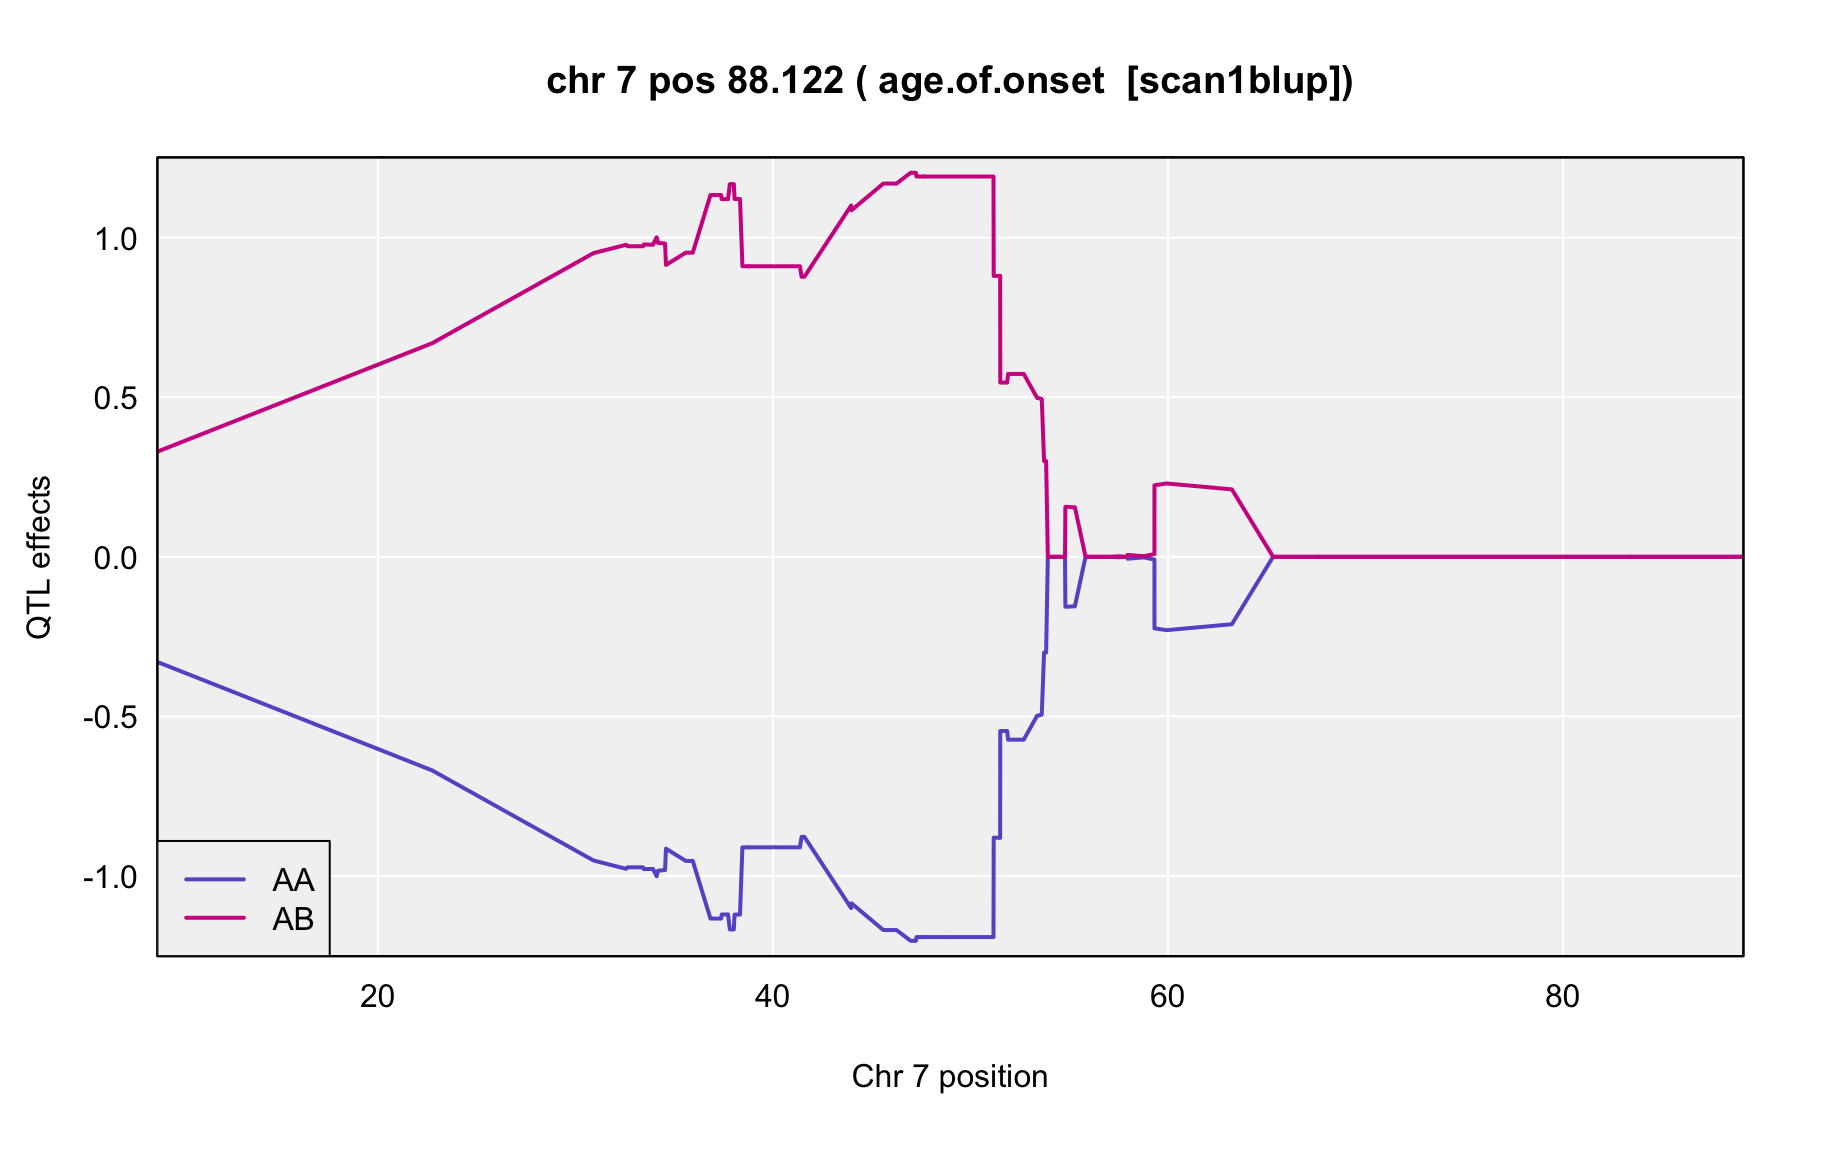 chr 7 pos 88.122 ( age.of.onset  [scan1blup])
QTL effects
1.0
0.5
0.0
-0.5
-1.0
AA
AB
20 40 60 80
Chr 7 position